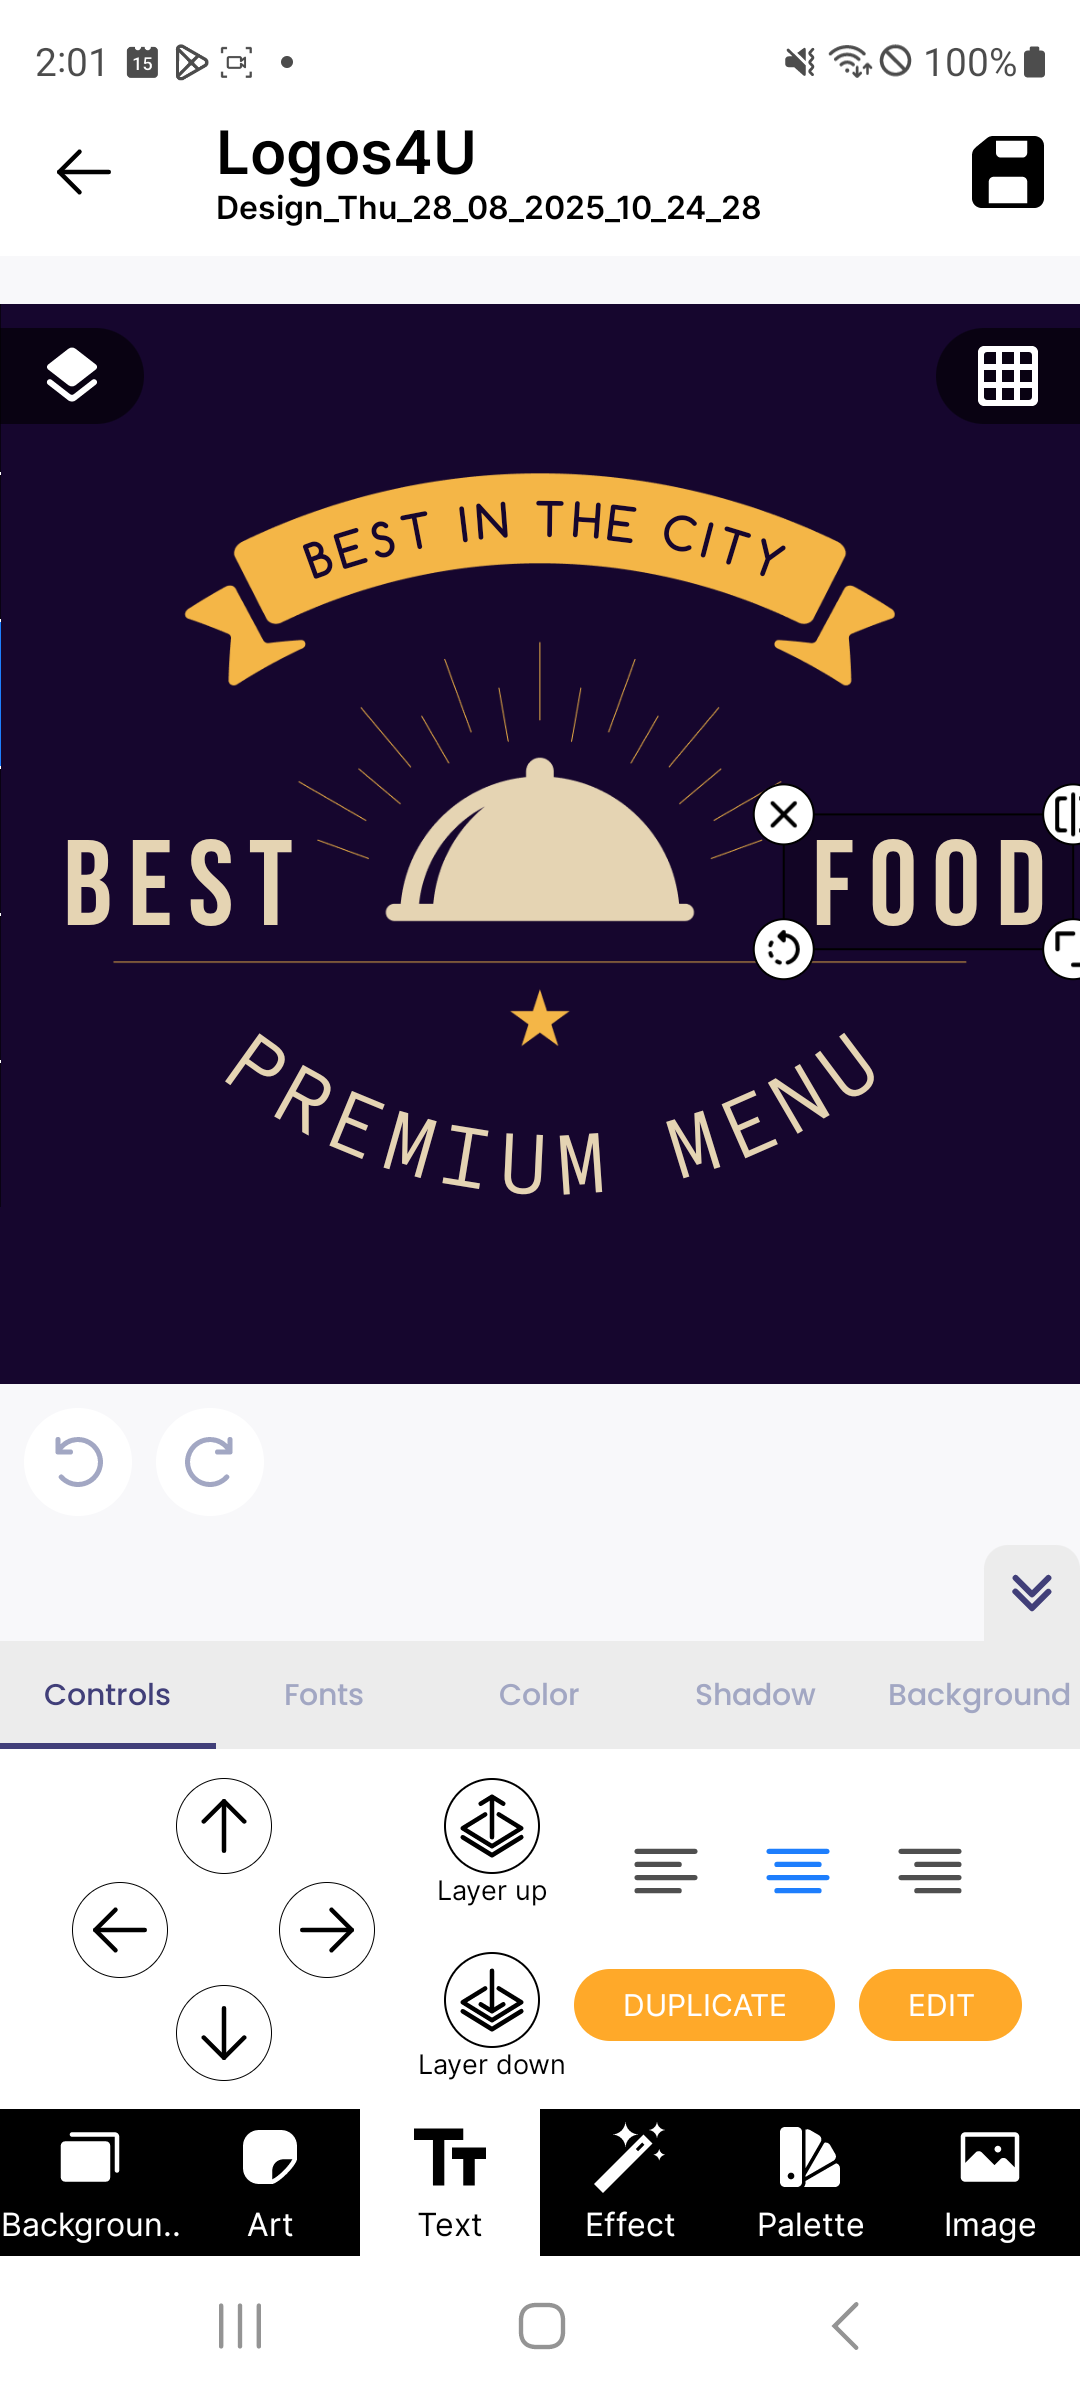 2:01
15
100%
Logos4U
Design_Thu_28_08_2025_10_24_28
BEST IN THE CITY
BEST
FOOD
PREMIUM MENU
Controls
Fonts
Color
Shadow
Background
Layer up
Layer down
DUPLICATE
EDIT
Backgroun..
Art
Text
Effect
Palette
Image